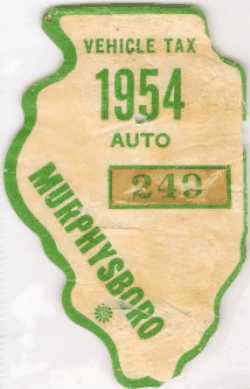 VEHICLE TAX
1954
AUTO
249
MURPHYSBORO